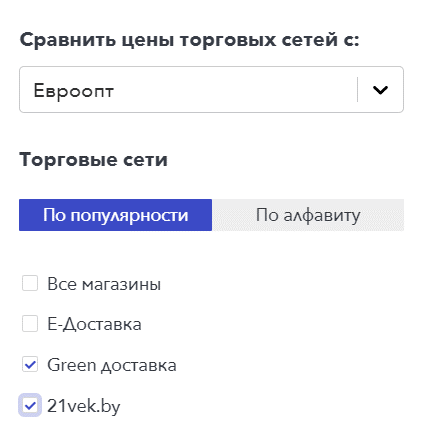 Сравнить цены торговых сетей с:
Евроопт
Торговые сети
По популярности
По алфавиту
Все магазины
Е-Доставка
Green доставка
21vek.by